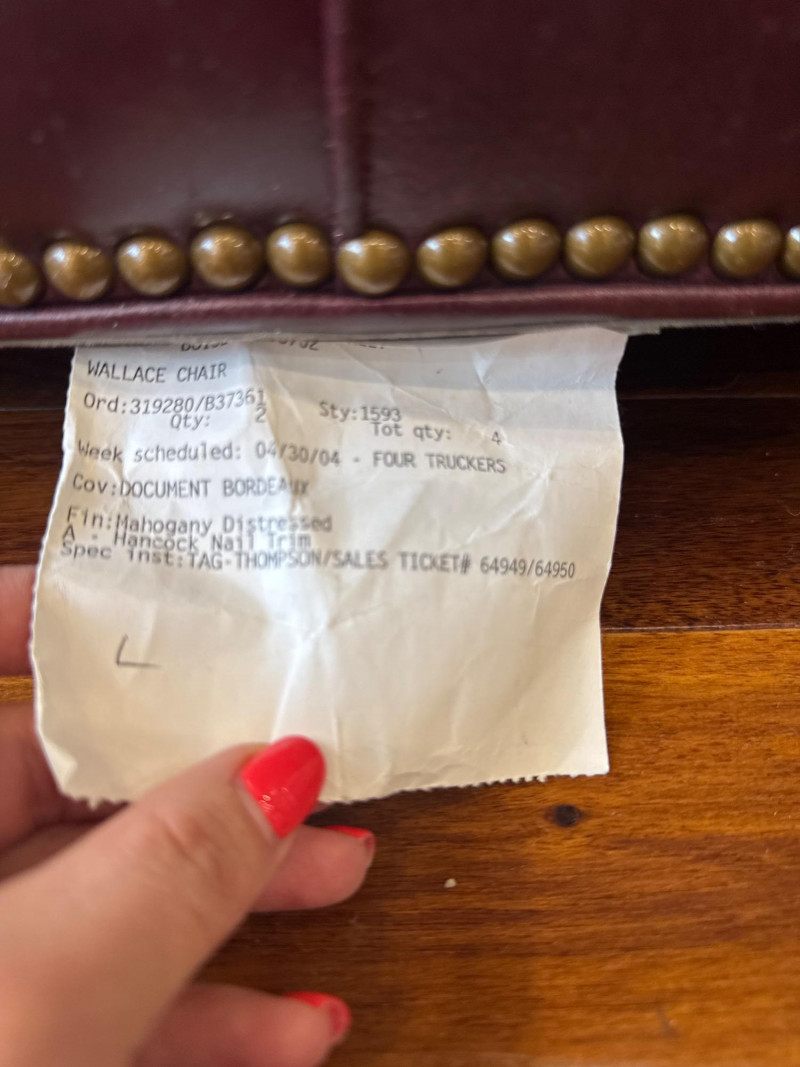 WALLACE CHAIR
Ord:319280/B37361 Sty:1593
Qty: 2 Tot qty: 4
Week scheduled: 04/30/04 - FOUR TRUCKERS
Cov:DOCUMENT BORDEAUX
Fin:Mahogany Distressed
A - Hancock Nail Trim
Spec inst:TAG-THOMPSON/SALES TICKET# 64949/64950